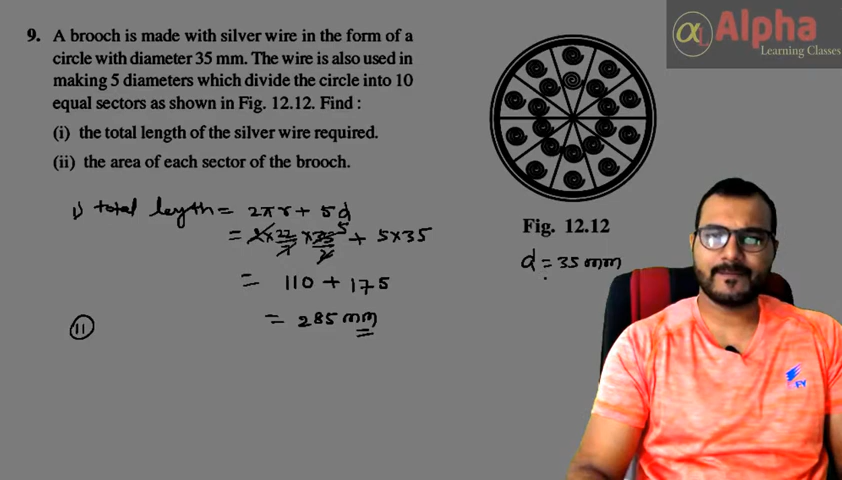 Alpha
Learning Classes
9. A brooch is made with silver wire in the form of a
circle with diameter 35 mm. The wire is also used in
making 5 diameters which divide the circle into 10
equal sectors as shown in Fig. 12.12. Find :
(i) the total length of the silver wire required.
(ii) the area of each sector of the brooch.
Fig. 12.12
d = 35 mm
i) total length = 2πr + 5d
= 2 × 22/7 × 35/2 5 + 5×35
= 110 + 175
= 285 mm
(ii)
FY